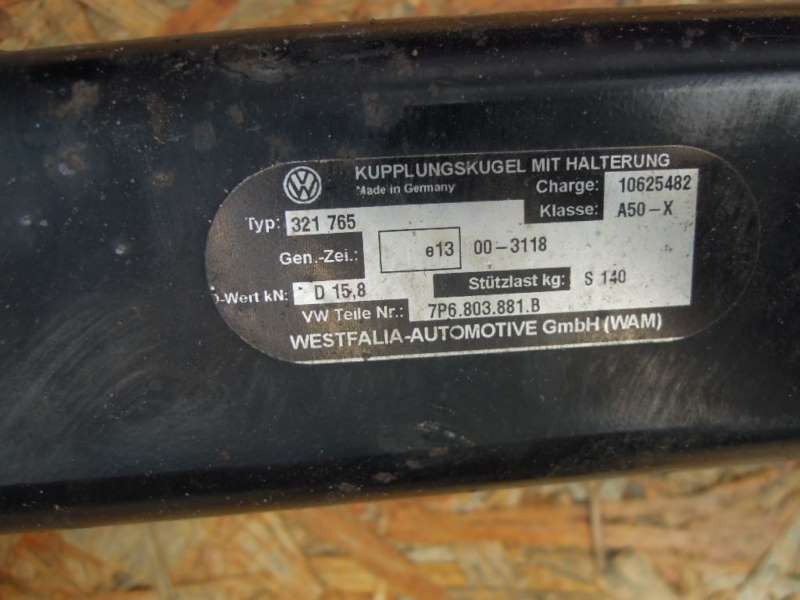 KUPPLUNGSKUGEL MIT HALTERUNG
Made in Germany
Charge: 10625482
Klasse: A50-X
Typ: 321 765
Gen.-Zei.: e13 00-3118
D-Wert kN: D 15,8 Stützlast kg: S 140
VW Teile Nr.: 7P6.803.881.B
WESTFALIA-AUTOMOTIVE GmbH (WAM)